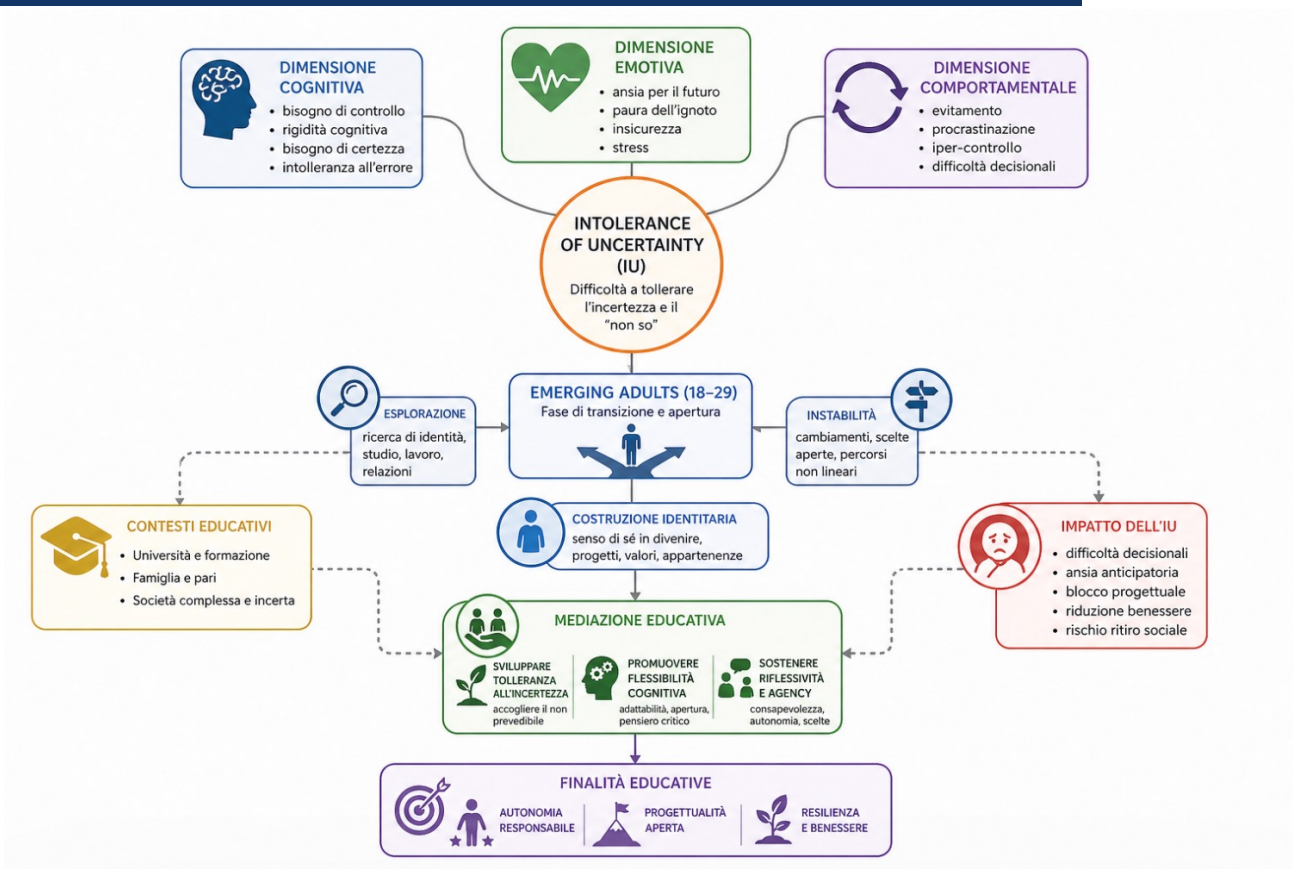 DIMENSIONE
COGNITIVA
• bisogno di controllo
• rigidità cognitiva
• bisogno di certezza
• intolleranza all'errore
DIMENSIONE
EMOTIVA
• ansia per il futuro
• paura dell'ignoto
• insicurezza
• stress
DIMENSIONE
COMPORTAMENTALE
• evitamento
• procrastinazione
• iper-controllo
• difficoltà decisionali
INTOLERANCE
OF UNCERTAINTY
(IU)
Difficoltà a tollerare
l'incertezza e il
"non so"
ESPLORAZIONE
ricerca di identità,
studio, lavoro,
relazioni
EMERGING ADULTS (18–29)
Fase di transizione e apertura
INSTABILITÀ
cambiamenti, scelte
aperte, percorsi
non lineari
CONTESTI EDUCATIVI
• Università e formazione
• Famiglia e pari
• Società complessa e incerta
COSTRUZIONE IDENTITARIA
senso di sé in divenire,
progetti, valori, appartenenze
IMPATTO DELL'IU
• difficoltà decisionali
• ansia anticipatoria
• blocco progettuale
• riduzione benessere
• rischio ritiro sociale
MEDIAZIONE EDUCATIVA
SVILUPPARE
TOLLERANZA
ALL'INCERTEZZA
accogliere il non
prevedibile
PROMUOVERE
FLESSIBILITÀ
COGNITIVA
adattabilità, apertura,
pensiero critico
SOSTENERE
RIFLESSIVITÀ
E AGENCY
consapevolezza,
autonomia, scelte
FINALITÀ EDUCATIVE
AUTONOMIA
RESPONSABILE
PROGETTUALITÀ
APERTA
RESILIENZA
E BENESSERE